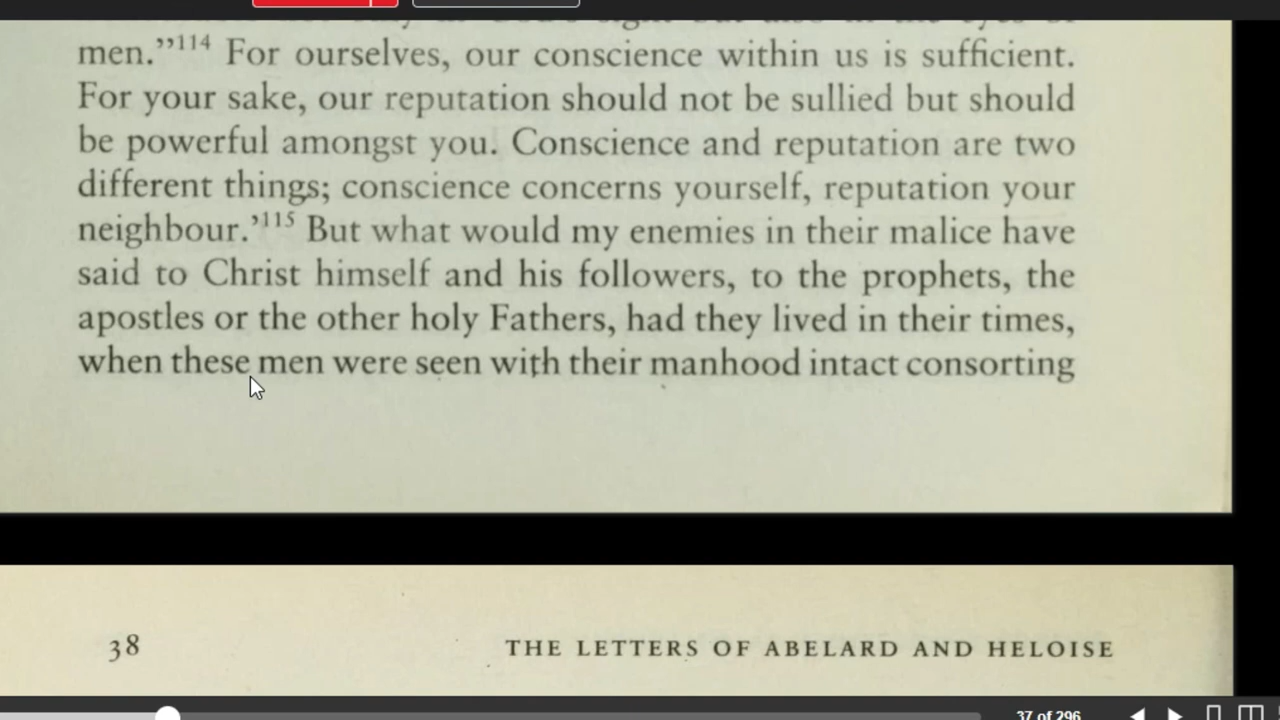 men.”114 For ourselves, our conscience within us is sufficient.
For your sake, our reputation should not be sullied but should
be powerful amongst you. Conscience and reputation are two
different things; conscience concerns yourself, reputation your
neighbour.’115 But what would my enemies in their malice have
said to Christ himself and his followers, to the prophets, the
apostles or the other holy Fathers, had they lived in their times,
when these men were seen with their manhood intact consorting
38 THE LETTERS OF ABELARD AND HELOISE
37 of 296